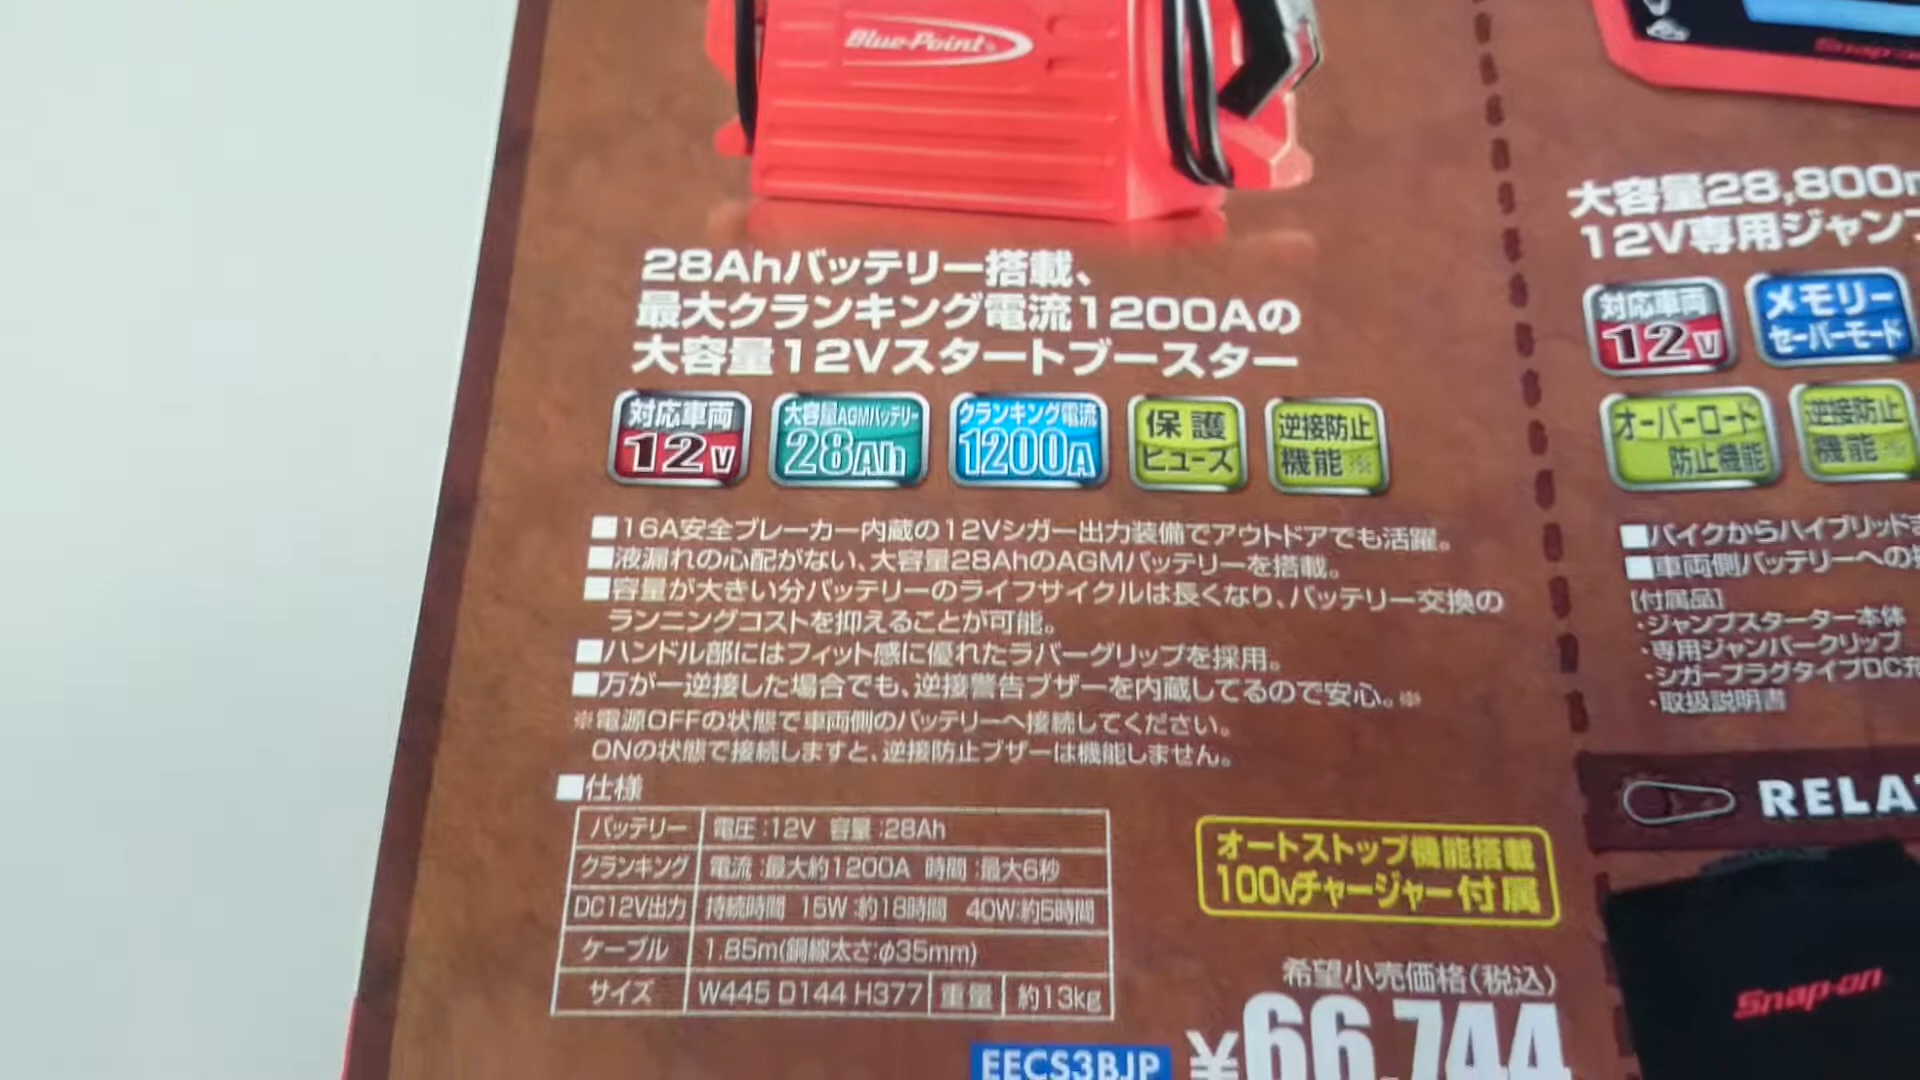 Blue-Point
28Ahバッテリー搭載、
最大クランキング電流1200Aの
大容量12Vスタートブースター
対応車両
12V
大容量AGMバッテリー
28Ah
クランキング電流
1200A
保護
ヒューズ
逆接防止
機能※
■16A安全ブレーカー内蔵の12Vシガー出力装備でアウトドアでも活躍。
■液漏れの心配がない、大容量28AhのAGMバッテリーを搭載。
■容量が大きい分バッテリーのライフサイクルは長くなり、バッテリー交換の
ランニングコストを抑えることが可能。
■ハンドル部にはフィット感に優れたラバーグリップを採用。
■万が一逆接した場合でも、逆接警告ブザーを内蔵してるので安心。※
※電源OFFの状態で車両側のバッテリーへ接続してください。
ONの状態で接続しますと、逆接防止ブザーは機能しません。
■仕様
バッテリー 電圧:12V 容量:28Ah
クランキング 電流:最大約1200A 時間:最大6秒
DC12V出力 持続時間 15W:約18時間 40W:約5時間
ケーブル 1.85m(銅線太さ:φ35mm)
サイズ W445 D144 H377 重量 約13kg
オートストップ機能搭載
100Vチャージャー付属
希望小売価格(税込)
EECS3BJP ¥66,744
Snap-on
大容量28,800
12V専用ジャンプ
対応車両
12V
メモリー
セーバーモード
オーバーロード
防止機能
逆接防止
機能※
■バイクからハイブリッド
■車両側バッテリーへの
[付属品]
・ジャンプスターター本体
・専用ジャンパークリップ
・シガープラグタイプDC充
・取扱説明書
RELA
Snap-on